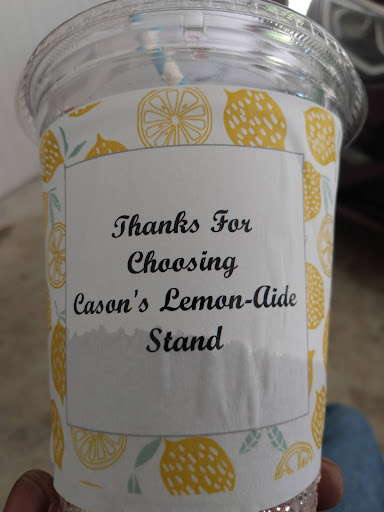 Thanks For
Choosing
Cason's Lemon-Aide
Stand